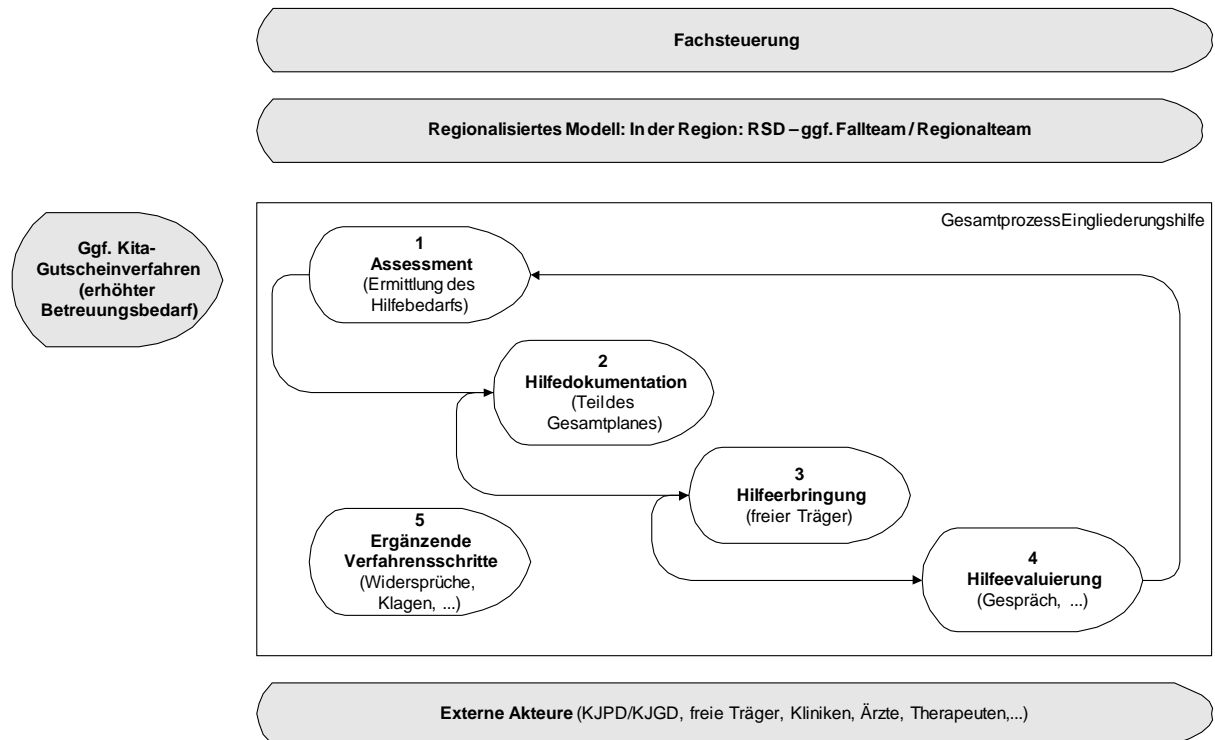 Fachsteuerung
Regionalisiertes Modell: In der Region: RSD – ggf. Fallteam / Regionalteam
Ggf. Kita-
Gutscheinverfahren
(erhöhter
Betreuungsbedarf)
Gesamtprozess Eingliederungshilfe
1
Assessment
(Ermittlung des
Hilfebedarfs)
2
Hilfedokumentation
(Teil des
Gesamtplanes)
3
Hilfeerbringung
(freier Träger)
4
Hilfeevaluierung
(Gespräch, ...)
5
Ergänzende
Verfahrensschritte
(Widersprüche,
Klagen, ...)
Externe Akteure (KJPD/KJGD, freie Träger, Kliniken, Ärzte, Therapeuten,...)